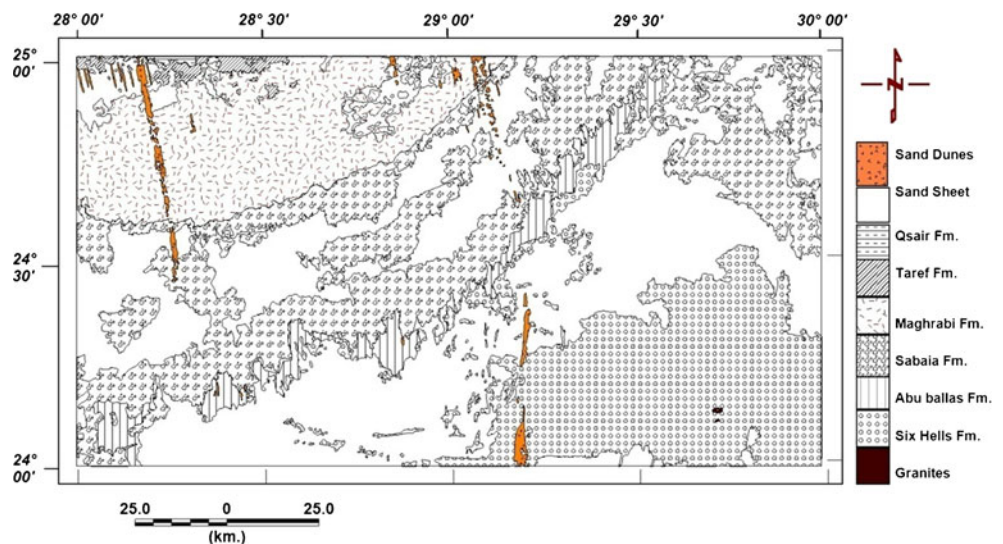 28° 00' 28° 30' 29° 00' 29° 30' 30° 00'
25°
00'
24°
30'
24°
00'
N
Sand Dunes
Sand Sheet
Qsair Fm.
Taref Fm.
Maghrabi Fm.
Sabaia Fm.
Abu ballas Fm.
Six Hells Fm.
Granites
25.0 0 25.0
(km.)